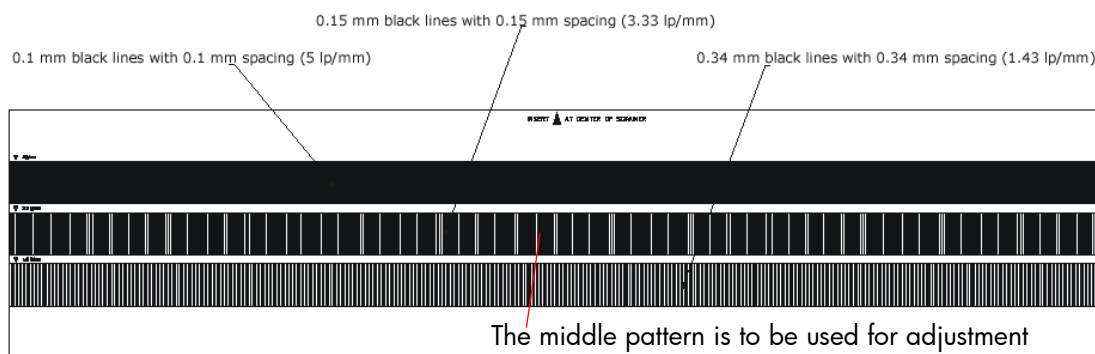 0.15 mm black lines with 0.15 mm spacing (3.33 lp/mm)
0.1 mm black lines with 0.1 mm spacing (5 lp/mm)
0.34 mm black lines with 0.34 mm spacing (1.43 lp/mm)
INSERT AT CENTER OF SCANNER
The middle pattern is to be used for adjustment